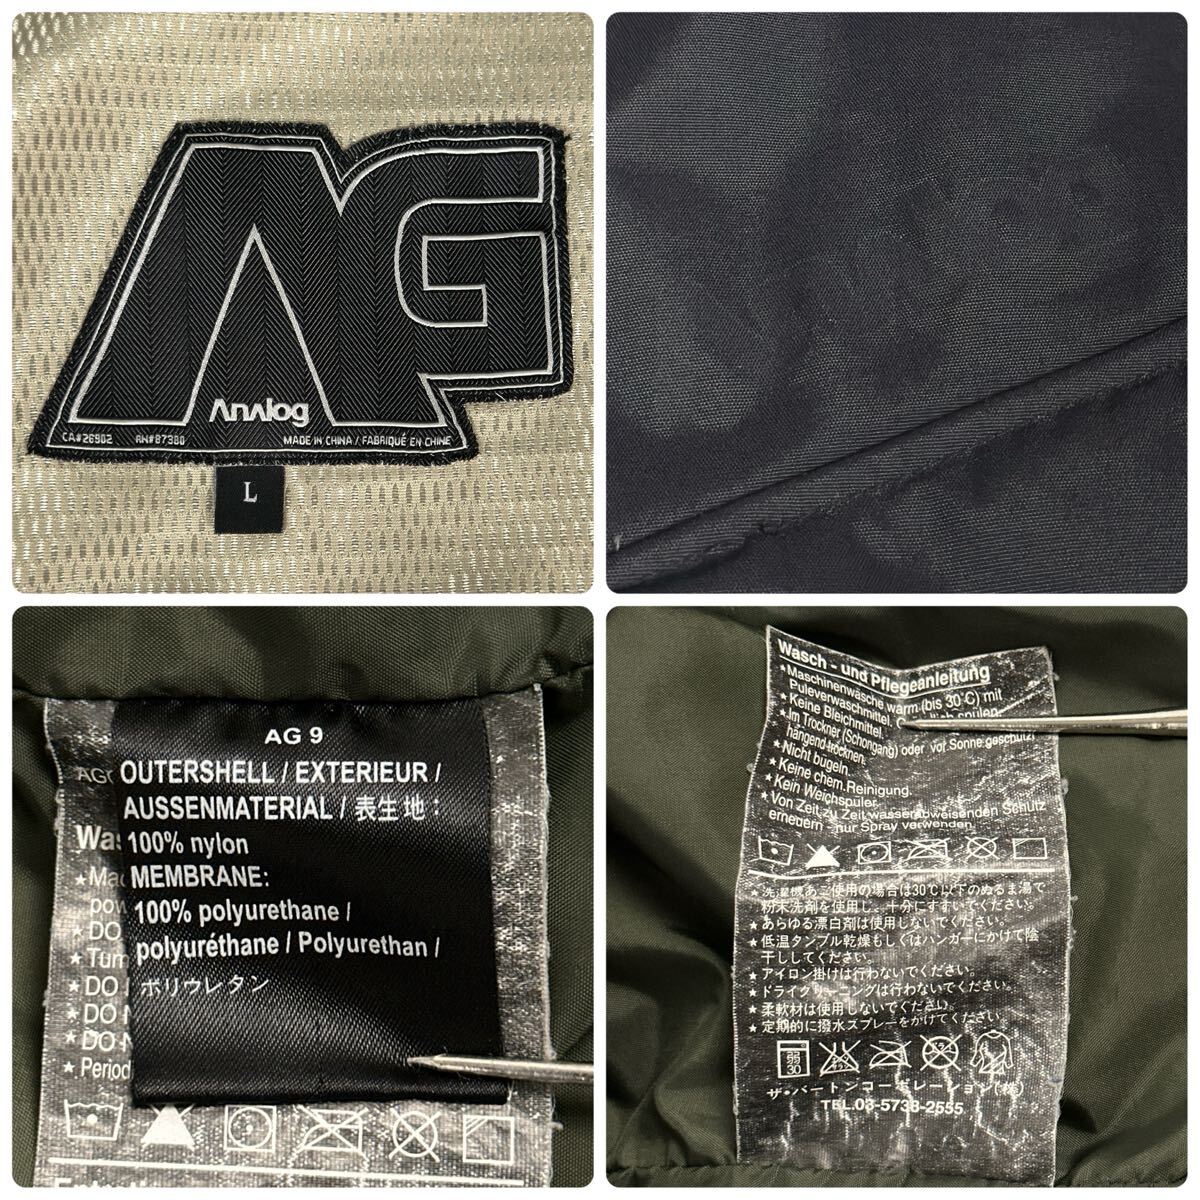 AG
Analog
CA#26902 RN#87380 MADE IN CHINA / FABRIQUÉ EN CHINE
L
AG 9
OUTERSHELL / EXTERIEUR /
AUSSENMATERIAL / 表生地：
100% nylon
MEMBRANE:
100% polyurethane /
polyuréthane / Polyurethan /
ポリウレタン
★DO
★DO
★Period
Wasch - und Pflegeanleitung
★Maschinenwäsche warm (bis 30°C) mit
Puleverwaschmittel.
★Keine Bleichmittel.
★Im Trockner (Schongang) oder vor Sonne geschützt
hängend trocknen.
★Nicht bügeln.
★Keine chem. Reinigung.
★Kein Weichspüler.
★Von Zeit zu Zeit wasserabweisenden Schutz
erneuern - nur Spray verwenden.
★洗濯機をご使用の場合は30℃以下のぬるま湯で
粉末洗剤を使用し、十分にすすいでください。
★あらゆる漂白剤は使用しないでください。
★低温タンブル乾燥もしくはハンガーにかけて陰
干ししてください。
★アイロン掛けは行わないでください。
★ドライクリーニングは行わないでください。
★柔軟材は使用しないでください。
★定期的に撥水スプレーをかけてください。
30
ザ・バートンコーポレーション(株)
TEL.03-5738-2555